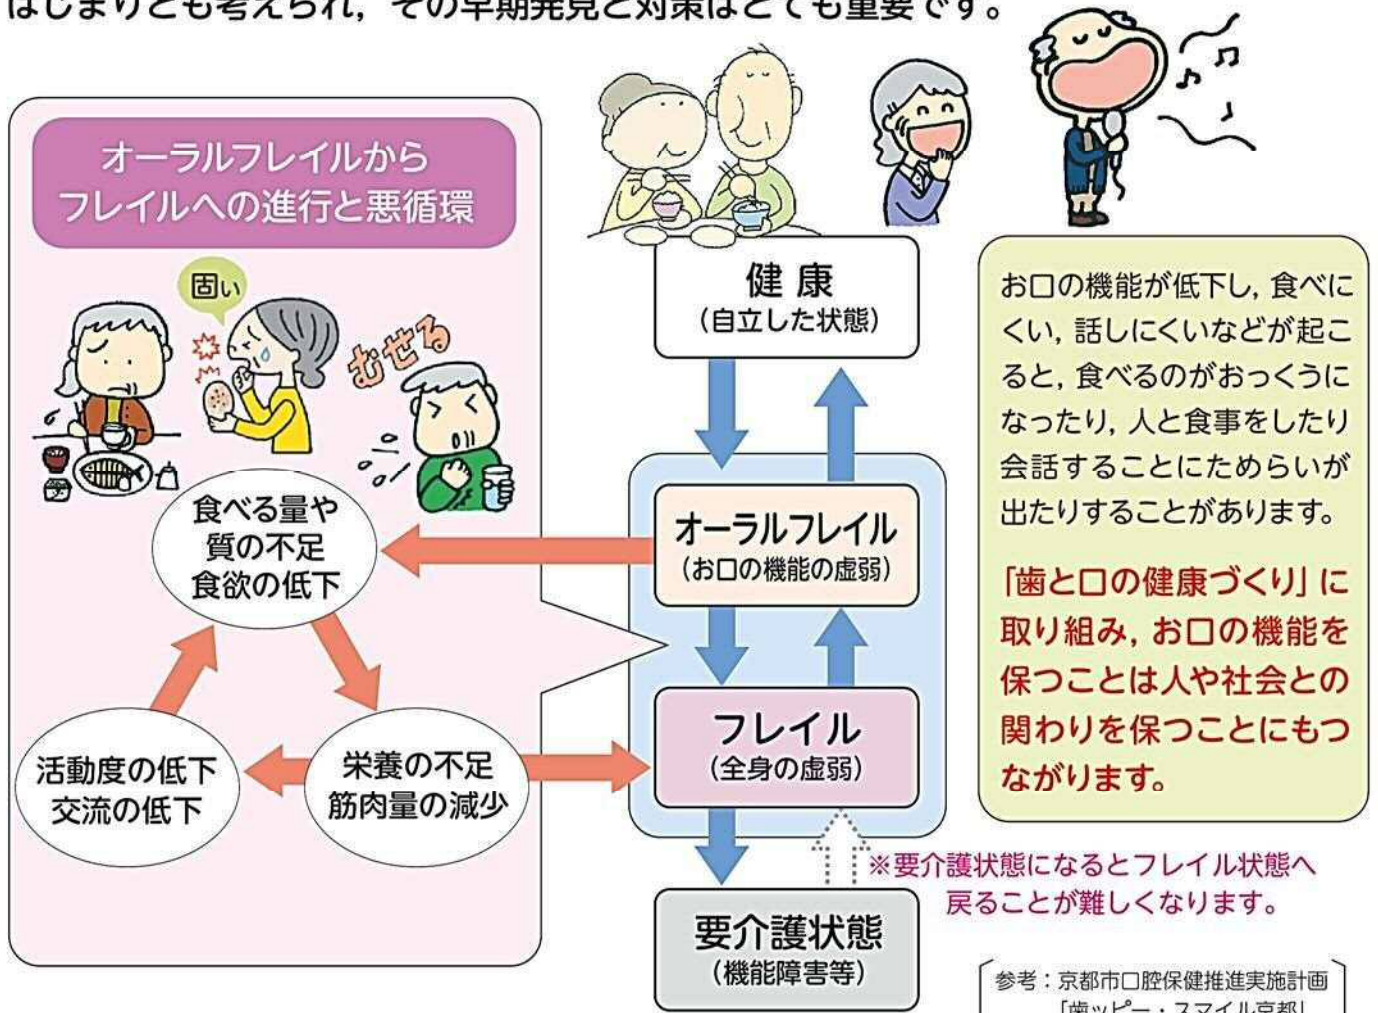 はじまりとも考えられ，その早期発見と対策はとても重要です。
オーラルフレイルから
フレイルへの進行と悪循環
固い
むせる
食べる量や
質の不足
食欲の低下
活動度の低下
交流の低下
栄養の不足
筋肉量の減少
健康
（自立した状態）
オーラルフレイル
（お口の機能の虚弱）
フレイル
（全身の虚弱）
要介護状態
（機能障害等）
お口の機能が低下し，食べに
くい，話しにくいなどが起こ
ると，食べるのがおっくうに
なったり，人と食事をしたり
会話することにためらいが
出たりすることがあります。
「歯と口の健康づくり」に
取り組み，お口の機能を
保つことは人や社会との
関わりを保つことにもつ
ながります。
※要介護状態になるとフレイル状態へ
戻ることが難しくなります。
参考：京都市口腔保健推進実施計画
「歯ッピー・スマイル京都」